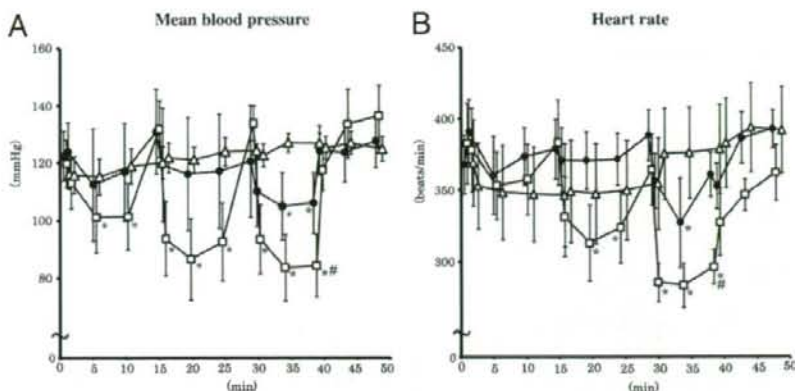 A
Mean blood pressure
160
140
120
100
80
0
(mmHg)
0 5 10 15 20 25 30 35 40 45 50
(min)
* * * * * * * * * * * #
B
Heart rate
450
400
350
300
0
(beats/min)
0 5 10 15 20 25 30 35 40 45 50
(min)
* * * * * * * #